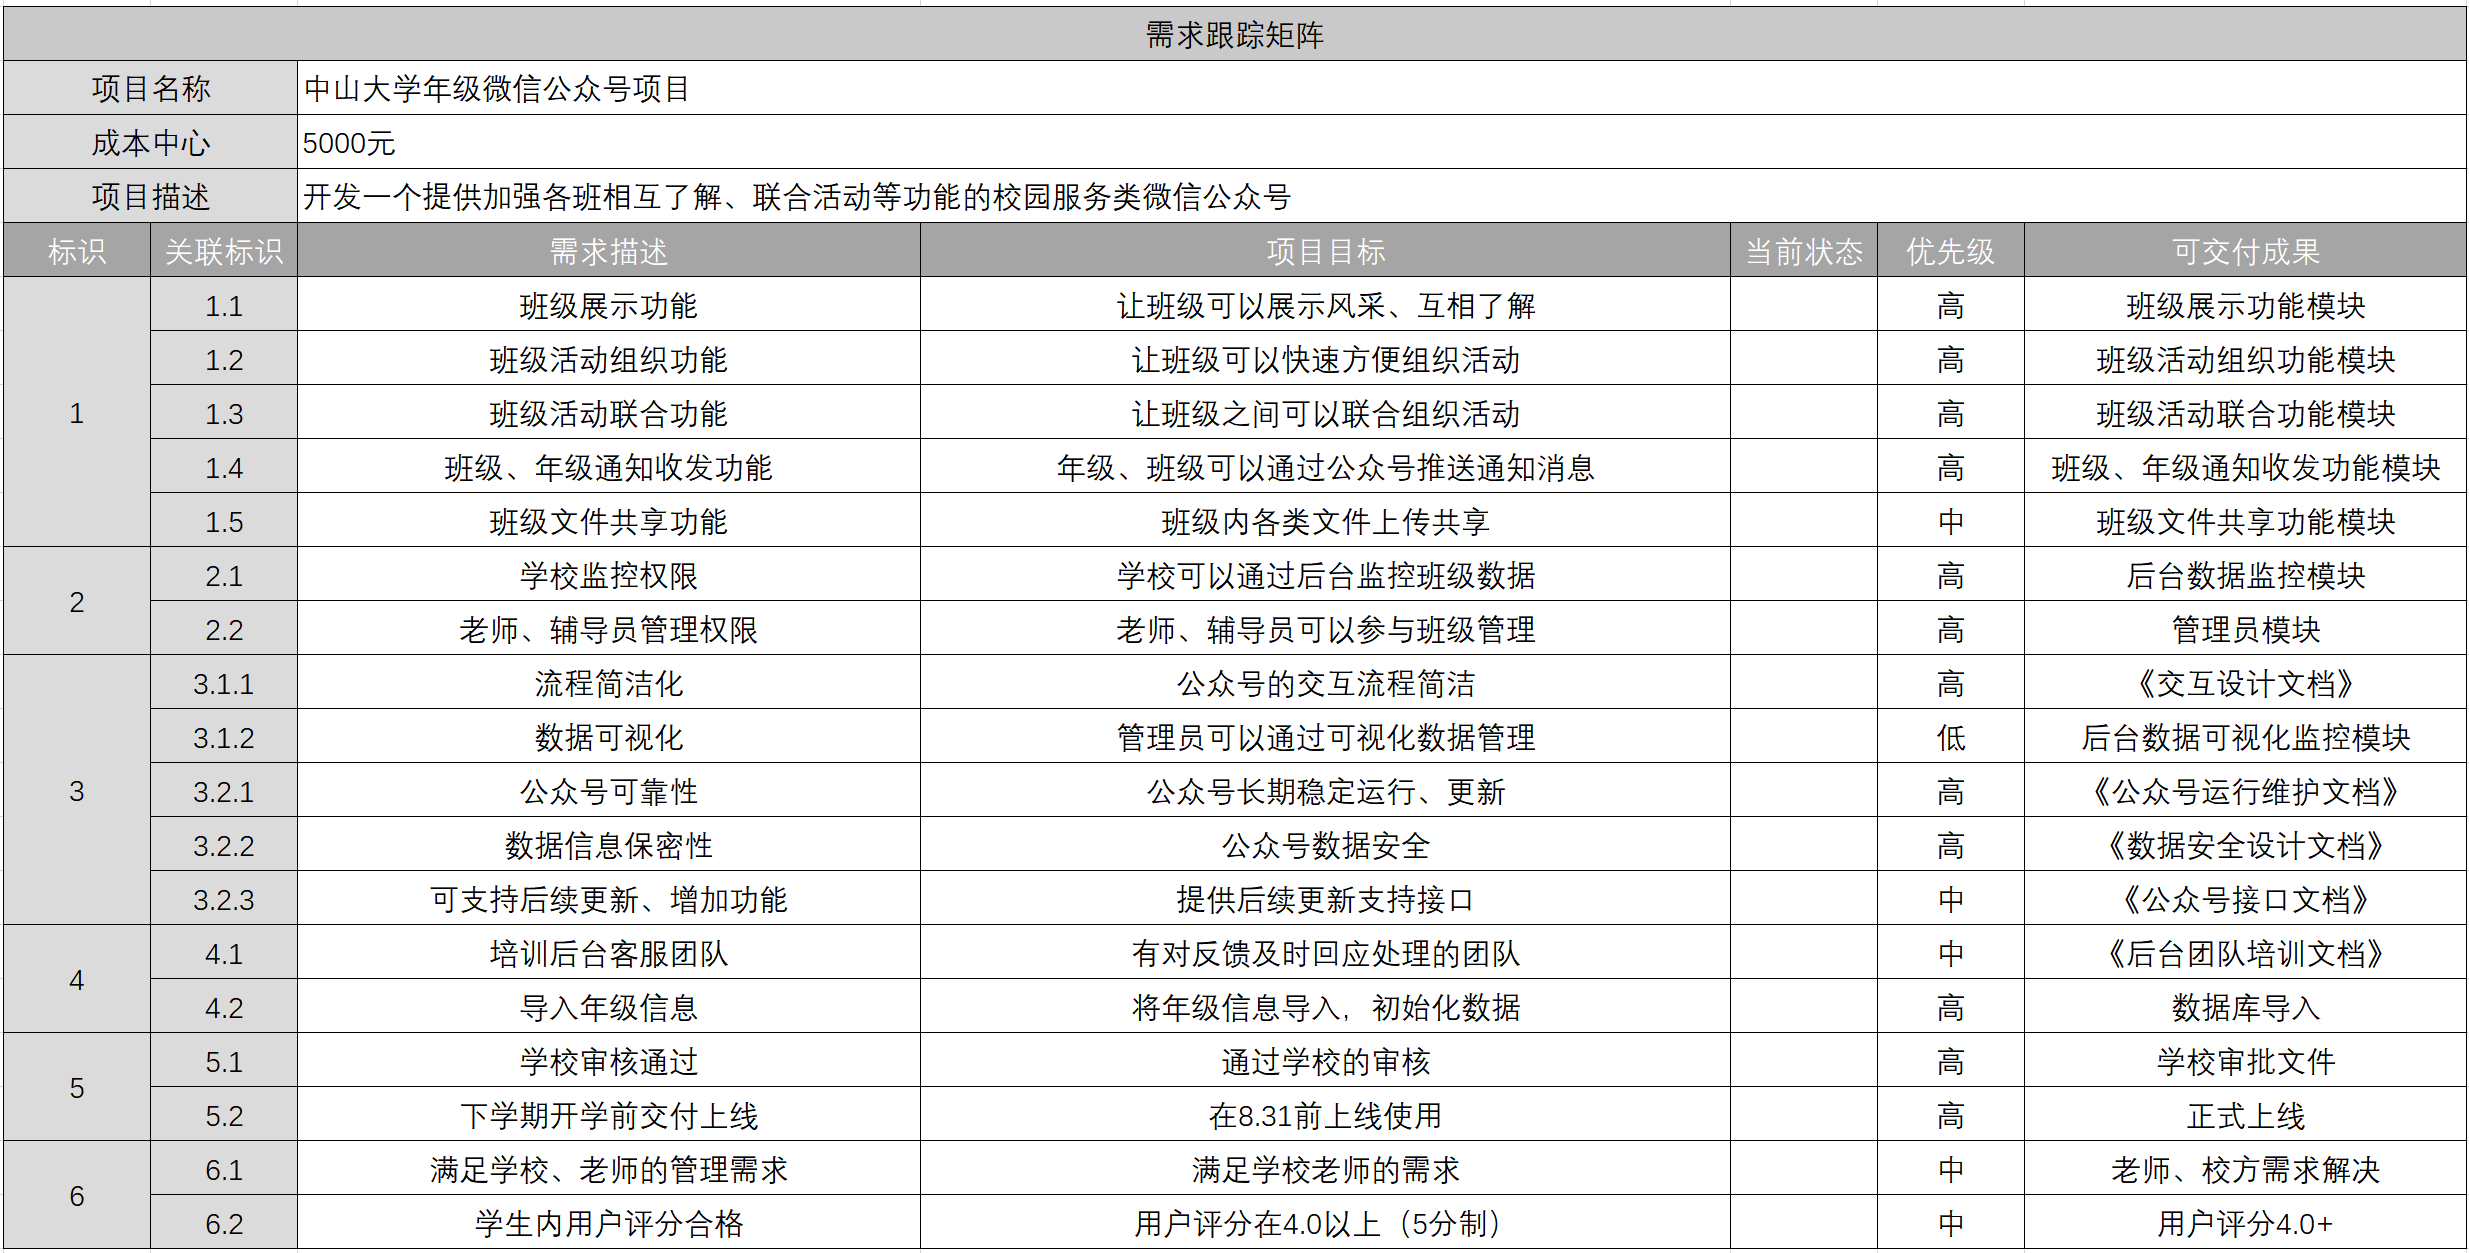 需求跟踪矩阵
项目名称 中山大学年级微信公众号项目
成本中心 5000元
项目描述 开发一个提供加强各班相互了解、联合活动等功能的校园服务类微信公众号
标识 关联标识 需求描述 项目目标 当前状态 优先级 可交付成果
1 1.1 班级展示功能 让班级可以展示风采、互相了解 高 班级展示功能模块
1.2 班级活动组织功能 让班级可以快速方便组织活动 高 班级活动组织功能模块
1.3 班级活动联合功能 让班级之间可以联合组织活动 高 班级活动联合功能模块
1.4 班级、年级通知收发功能 年级、班级可以通过公众号推送通知消息 高 班级、年级通知收发功能模块
1.5 班级文件共享功能 班级内各类文件上传共享 中 班级文件共享功能模块
2 2.1 学校监控权限 学校可以通过后台监控班级数据 高 后台数据监控模块
2.2 老师、辅导员管理权限 老师、辅导员可以参与班级管理 高 管理员模块
3 3.1.1 流程简洁化 公众号的交互流程简洁 高 《交互设计文档》
3.1.2 数据可视化 管理员可以通过可视化数据管理 低 后台数据可视化监控模块
3.2.1 公众号可靠性 公众号长期稳定运行、更新 高 《公众号运行维护文档》
3.2.2 数据信息保密性 公众号数据安全 高 《数据安全设计文档》
3.2.3 可支持后续更新、增加功能 提供后续更新支持接口 中 《公众号接口文档》
4 4.1 培训后台客服团队 有对反馈及时回应处理的团队 中 《后台团队培训文档》
4.2 导入年级信息 将年级信息导入，初始化数据 高 数据库导入
5 5.1 学校审核通过 通过学校的审核 高 学校审批文件
5.2 下学期开学前交付上线 在8.31前上线使用 高 正式上线
6 6.1 满足学校、老师的管理需求 满足学校老师的需求 中 老师、校方需求解决
6.2 学生内用户评分合格 用户评分在4.0以上（5分制） 中 用户评分4.0+